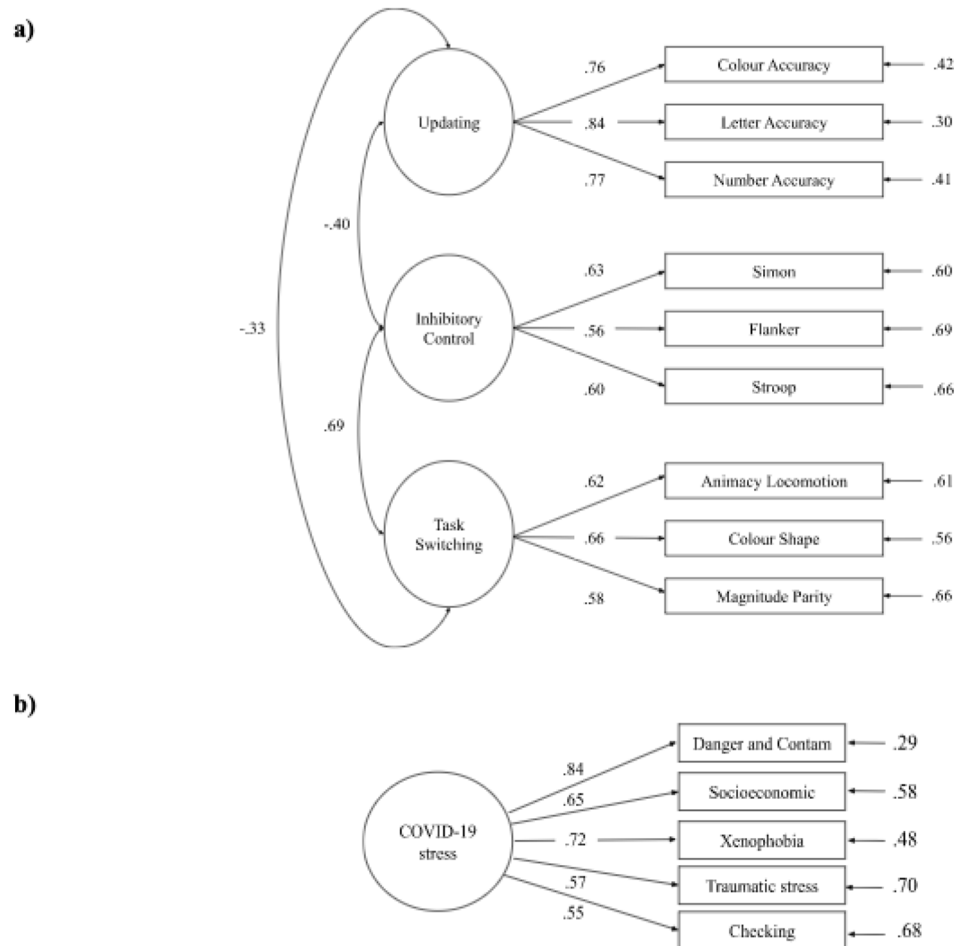 a)
.76
Colour Accuracy
.42
Updating
.84
Letter Accuracy
.30
.77
Number Accuracy
.41
-.40
.63
Simon
.60
Inhibitory
Control
-.33
.56
Flanker
.69
.60
Stroop
.66
.69
.62
Animacy Locomotion
.61
Task
Switching
.66
Colour Shape
.56
.58
Magnitude Parity
.66
b)
.84
Danger and Contam
.29
.65
Socioeconomic
.58
COVID-19
stress
.72
Xenophobia
.48
.57
Traumatic stress
.70
.55
Checking
.68